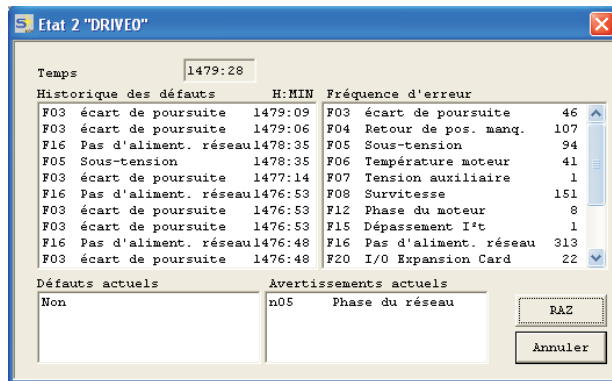 Etat 2 "DRIVE0"
Temps 1479:28
Historique des défauts H:MIN
F03 écart de poursuite 1479:09
F03 écart de poursuite 1479:06
F16 Pas d'aliment. réseau 1478:35
F05 Sous-tension 1478:35
F03 écart de poursuite 1477:14
F16 Pas d'aliment. réseau 1476:53
F03 écart de poursuite 1476:53
F03 écart de poursuite 1476:53
F16 Pas d'aliment. réseau 1476:48
F03 écart de poursuite 1476:48
Fréquence d'erreur
F03 écart de poursuite 46
F04 Retour de pos. manq. 107
F05 Sous-tension 94
F06 Température moteur 41
F07 Tension auxiliaire 1
F08 Survitesse 151
F12 Phase du moteur 8
F15 Dépassement I²t 1
F16 Pas d'aliment. réseau 313
F20 I/O Expansion Card 22
Défauts actuels
Non
Avertissements actuels
n05 Phase du réseau
RAZ
Annuler